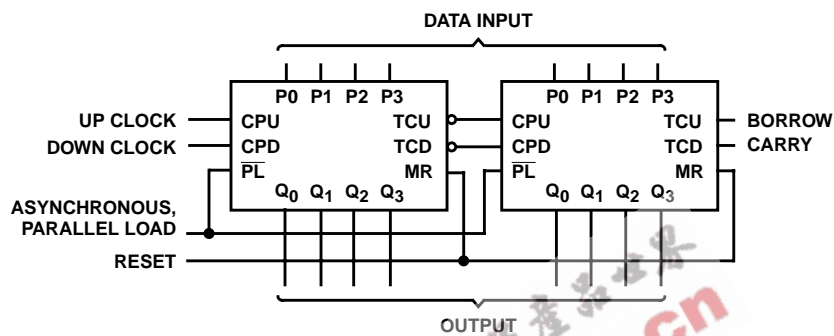 DATA INPUT
P0 P1 P2 P3
P0 P1 P2 P3
UP CLOCK
CPU
TCU
CPU
TCU
BORROW
DOWN CLOCK
CPD
TCD
CPD
TCD
CARRY
PL
MR
PL
MR
Q0 Q1 Q2 Q3
Q0 Q1 Q2 Q3
ASYNCHRONOUS,
PARALLEL LOAD
RESET
OUTPUT
.cn